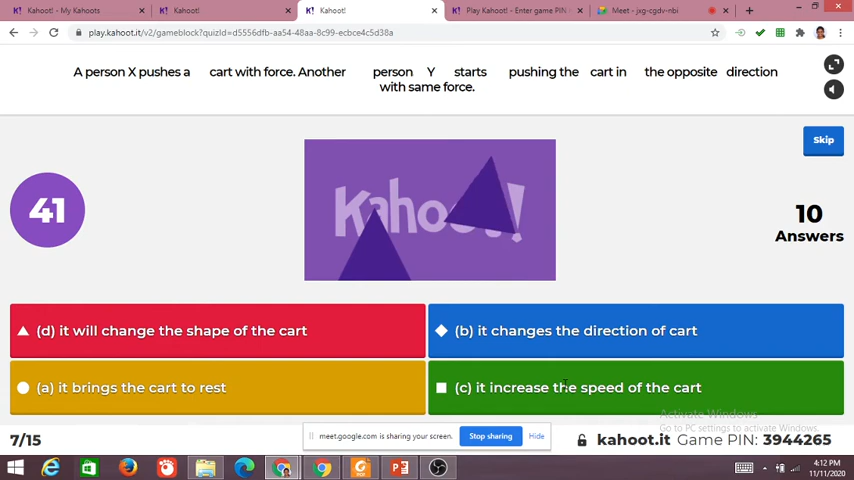 Kahoot! - My Kahoots
Kahoot!
Kahoot!
Play Kahoot! - Enter game PIN
Meet - jxg-cgdv-nbi
play.kahoot.it/v2/gameblock?quizId=d5556dfb-aa54-48aa-9c99-ecbce4c5d38a
A person X pushes a cart with force. Another person Y starts pushing the cart in the opposite direction
with same force.
Skip
41
Kahoot!
10
Answers
(d) it will change the shape of the cart
(b) it changes the direction of cart
(a) it brings the cart to rest
(c) it increase the speed of the cart
Activate Windows
Go to PC settings to activate Windows.
7/15
meet.google.com is sharing your screen.
Stop sharing
Hide
kahoot.it Game PIN: 3944265
4:12 PM
11/11/2020